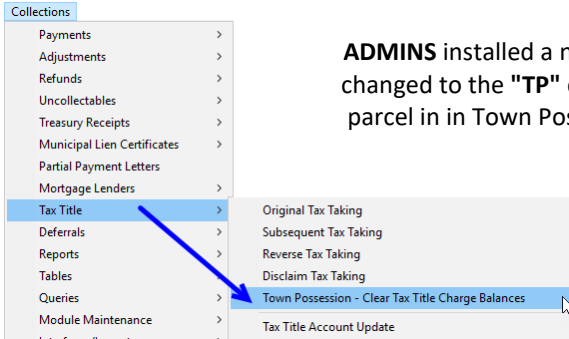 Collections
Payments
Adjustments
Refunds
Uncollectables
Treasury Receipts
Municipal Lien Certificates
Partial Payment Letters
Mortgage Lenders
Tax Title
Deferrals
Reports
Tables
Queries
Module Maintenance
ADMINS installed a
changed to the "TP"
parcel in in Town
Original Tax Taking
Subsequent Tax Taking
Reverse Tax Taking
Disclaim Tax Taking
Town Possession - Clear Tax Title Charge Balances
Tax Title Account Update